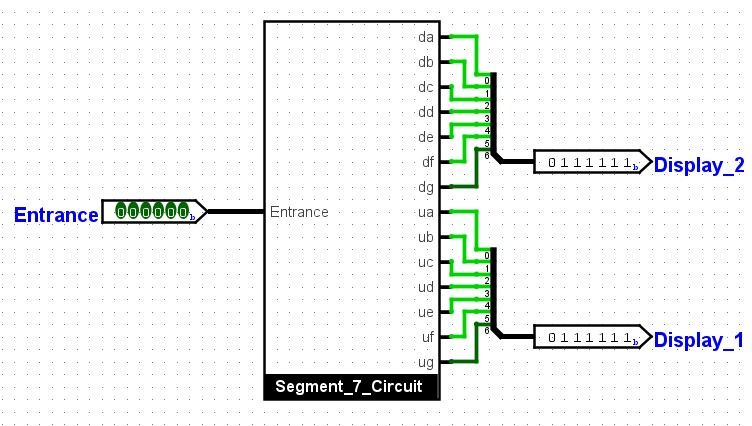 da
db
dc
dd
de
df
dg
0
1
2
3
4
5
6
0111111b
Display_2
Entrance
000000b
Entrance
ua
ub
uc
ud
ue
uf
ug
0
1
2
3
4
5
6
0111111b
Display_1
Segment_7_Circuit